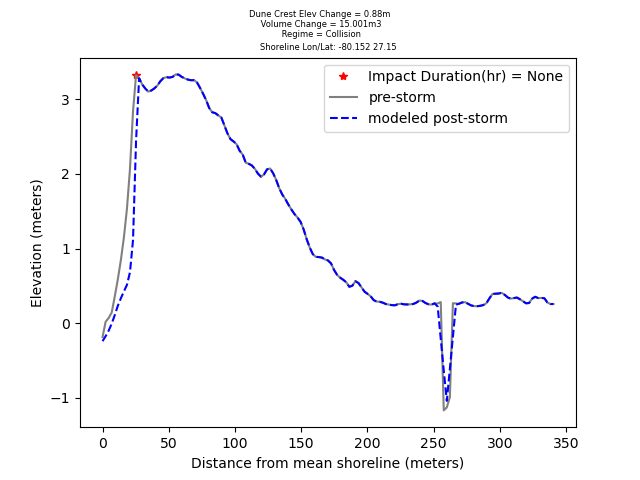 Dune Crest Elev Change = 0.88m
Volume Change = 15.001m3
Regime = Collision
Shoreline Lon/Lat: -80.152 27.15
Impact Duration(hr) = None
pre-storm
modeled post-storm
Elevation (meters)
3
2
1
0
−1
0 50 100 150 200 250 300 350
Distance from mean shoreline (meters)